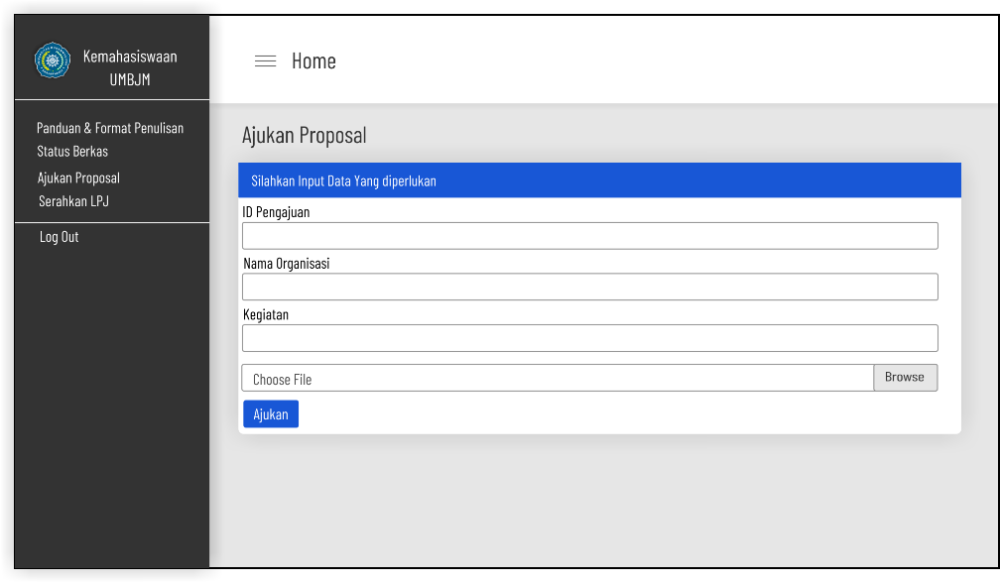 Kemahasiswaan
UMBJM
Home
Panduan & Format Penulisan
Status Berkas
Ajukan Proposal
Serahkan LPJ
Log Out
Ajukan Proposal
Silahkan Input Data Yang diperlukan
ID Pengajuan
Nama Organisasi
Kegiatan
Choose File
Browse
Ajukan